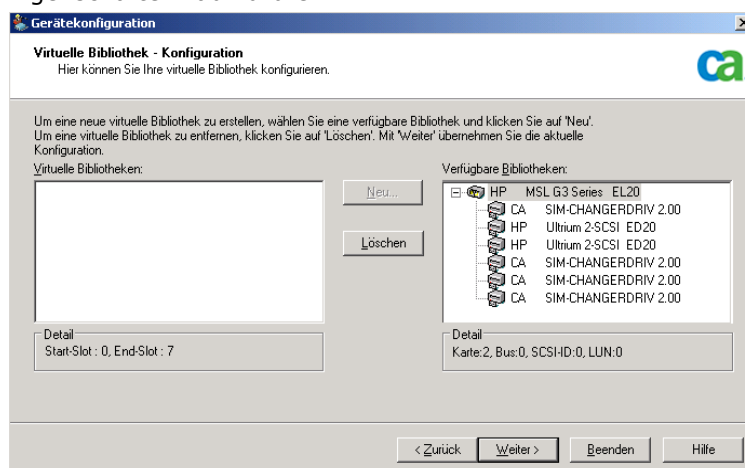 Gerätekonfiguration
Virtuelle Bibliothek - Konfiguration
Hier können Sie Ihre virtuelle Bibliothek konfigurieren.
ca
Um eine neue virtuelle Bibliothek zu erstellen, wählen Sie eine verfügbare Bibliothek und klicken Sie auf 'Neu'.
Um eine virtuelle Bibliothek zu entfernen, klicken Sie auf 'Löschen'. Mit 'Weiter' übernehmen Sie die aktuelle
Konfiguration.
Virtuelle Bibliotheken:
Neu...
Löschen
Detail
Start-Slot : 0, End-Slot : 7
Verfügbare Bibliotheken:
HP MSL G3 Series EL20
CA SIM-CHANGERDRIV 2.00
HP Ultrium 2-SCSI ED20
HP Ultrium 2-SCSI ED20
CA SIM-CHANGERDRIV 2.00
CA SIM-CHANGERDRIV 2.00
CA SIM-CHANGERDRIV 2.00
Detail
Karte:2, Bus:0, SCSI-ID:0, LUN:0
< Zurück
Weiter >
Beenden
Hilfe